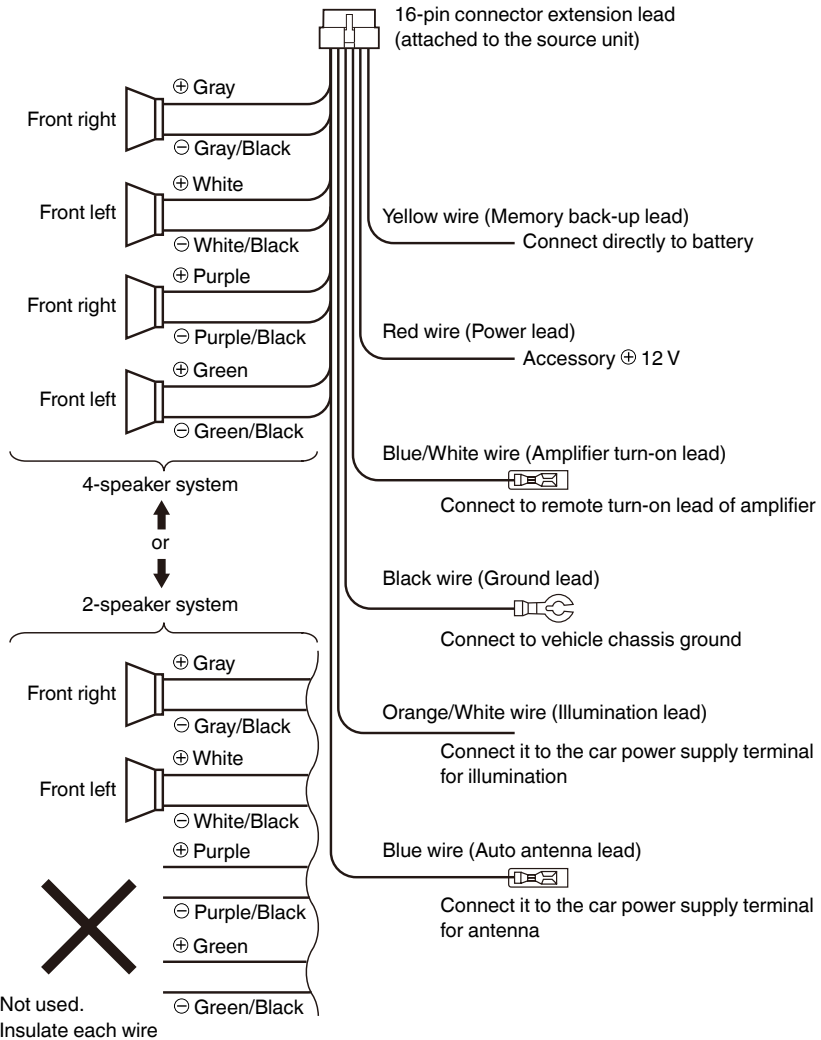 16-pin connector extension lead
(attached to the source unit)
⊕ Gray
Front right
⊖ Gray/Black
⊕ White
Front left
⊖ White/Black
⊕ Purple
Front right
⊖ Purple/Black
⊕ Green
Front left
⊖ Green/Black
4-speaker system
or
2-speaker system
⊕ Gray
Front right
⊖ Gray/Black
⊕ White
Front left
⊖ White/Black
⊕ Purple
⊖ Purple/Black
⊕ Green
⊖ Green/Black
Not used.
Insulate each wire
Yellow wire (Memory back-up lead)
Connect directly to battery
Red wire (Power lead)
Accessory ⊕ 12 V
Blue/White wire (Amplifier turn-on lead)
Connect to remote turn-on lead of amplifier
Black wire (Ground lead)
Connect to vehicle chassis ground
Orange/White wire (Illumination lead)
Connect it to the car power supply terminal
for illumination
Blue wire (Auto antenna lead)
Connect it to the car power supply terminal
for antenna